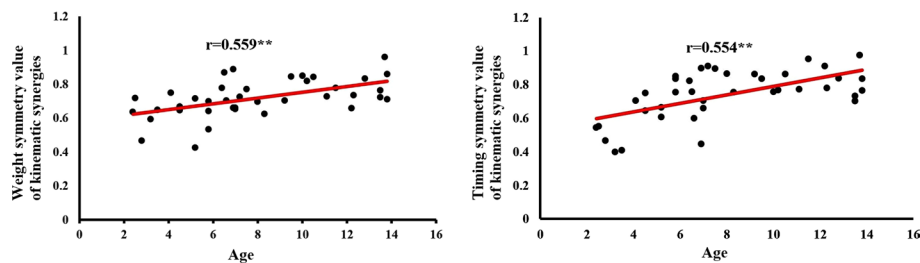 r=0.559**
Weight symmetry value
of kinematic synergies
1.2
1
0.8
0.6
0.4
0.2
0
0 2 4 6 8 10 12 14 16
Age
r=0.554**
Timing symmetry value
of kinematic synergies
1.2
1
0.8
0.6
0.4
0.2
0
0 2 4 6 8 10 12 14 16
Age